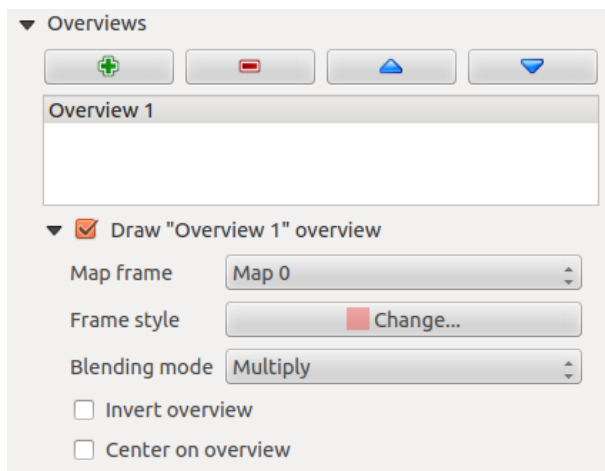 Overviews
Overview 1
Draw "Overview 1" overview
Map frame Map 0
Frame style Change...
Blending mode Multiply
Invert overview
Center on overview